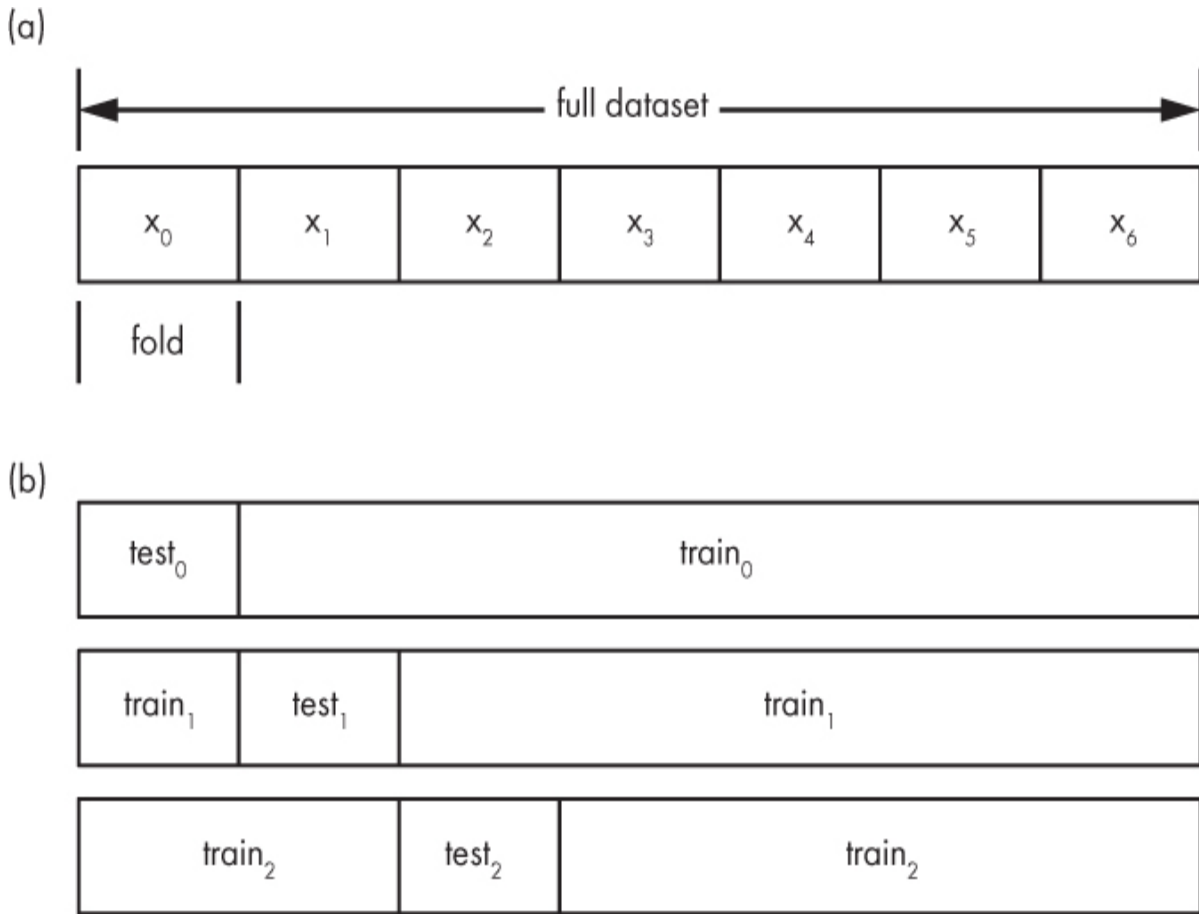 (a)
full dataset
x₀ x₁ x₂ x₃ x₄ x₅ x₆
fold
(b)
test₀ train₀
train₁ test₁ train₁
train₂ test₂ train₂